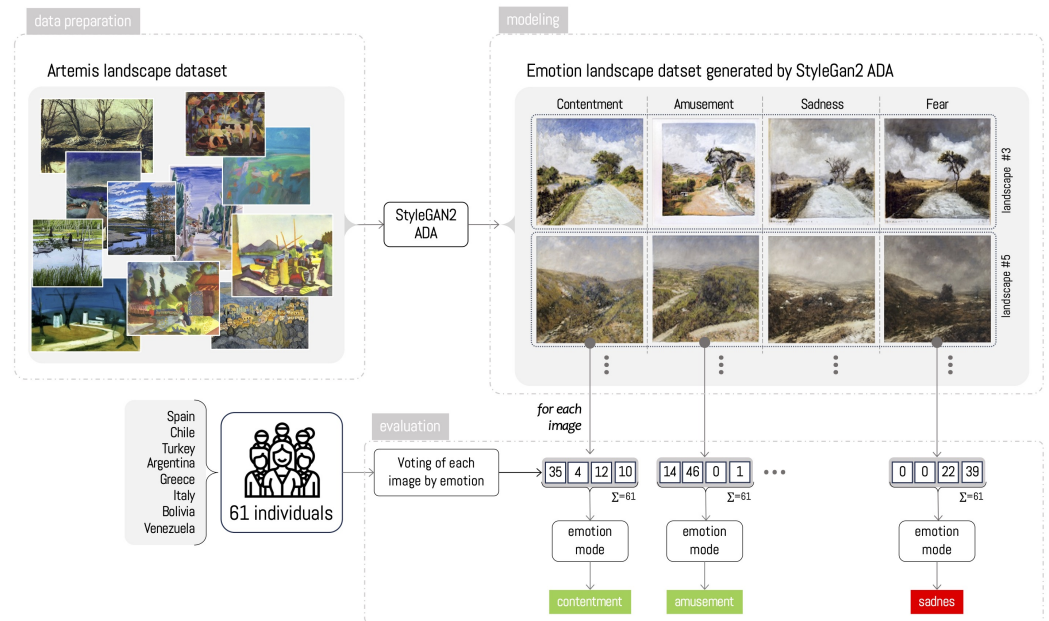 data preparation
modeling
Artemis landscape dataset
Emotion landscape datset generated by StyleGan2 ADA
Contentment
Amusement
Sadness
Fear
landscape #3
StyleGAN2
ADA
landscape #5
for each
image
evaluation
Spain
Chile
Turkey
Argentina
Greece
Italy
Bolivia
Venezuela
61 individuals
Voting of each
image by emotion
35 4 12 10
14 46 0 1
0 0 22 39
Σ=61
Σ=61
Σ=61
emotion
mode
emotion
mode
emotion
mode
contentment
amusement
sadnes